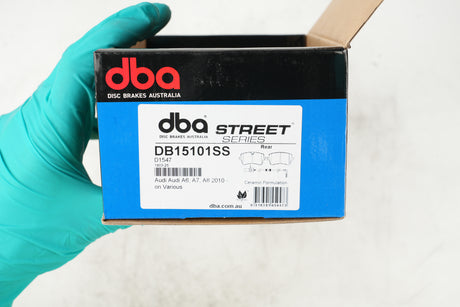 dba
DISC BRAKES AUSTRALIA
dba STREET
SERIES
DISC BRAKES AUSTRALIA
DB15101SS
Rear
D1547
Audi Audi A6, A7, A8 2010 -
on Various
Ceramic Formulation
dba.com.au